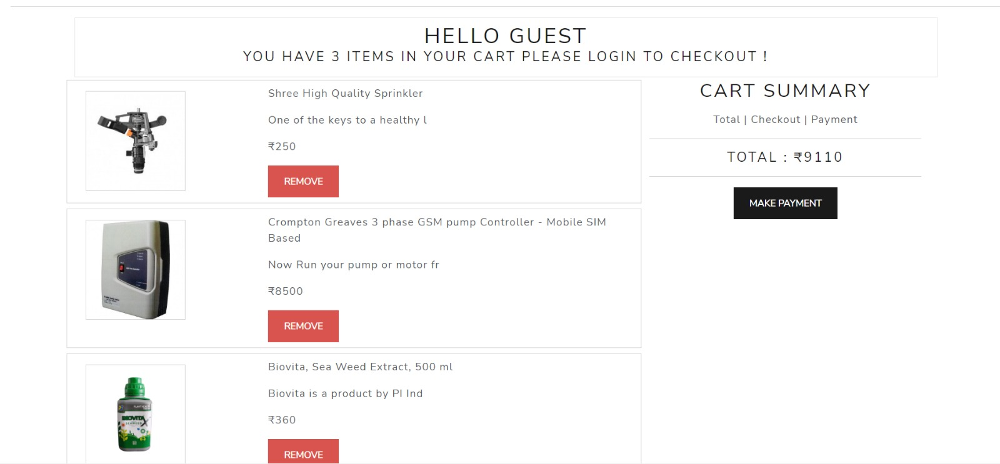 HELLO GUEST
YOU HAVE 3 ITEMS IN YOUR CART PLEASE LOGIN TO CHECKOUT !
Shree High Quality Sprinkler
One of the keys to a healthy l
₹250
REMOVE
Crompton Greaves 3 phase GSM pump Controller - Mobile SIM
Based
Now Run your pump or motor fr
₹8500
REMOVE
Biovita, Sea Weed Extract, 500 ml
Biovita is a product by PI Ind
₹360
REMOVE
BIOVITA
X
CART SUMMARY
Total | Checkout | Payment
TOTAL : ₹9110
MAKE PAYMENT